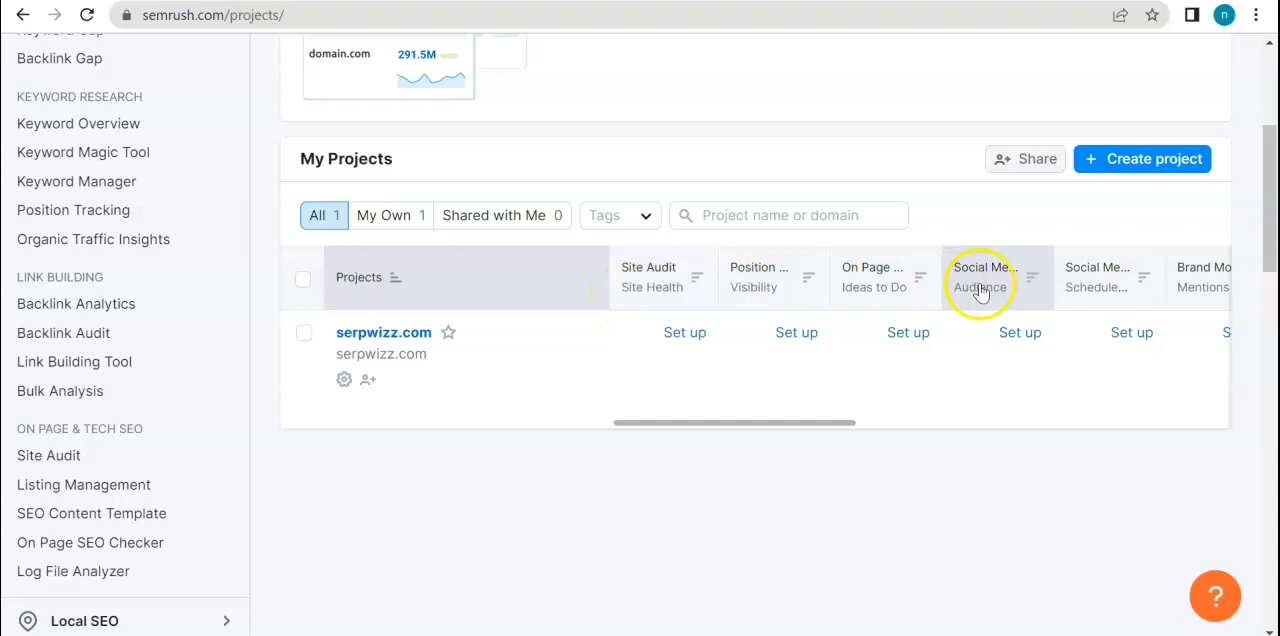 semrush.com/projects/
n
Keyword Gap
Backlink Gap
KEYWORD RESEARCH
Keyword Overview
Keyword Magic Tool
Keyword Manager
Position Tracking
Organic Traffic Insights
LINK BUILDING
Backlink Analytics
Backlink Audit
Link Building Tool
Bulk Analysis
ON PAGE & TECH SEO
Site Audit
Listing Management
SEO Content Template
On Page SEO Checker
Log File Analyzer
Local SEO
domain.com 291.5M
My Projects
Share
+ Create project
All 1 My Own 1 Shared with Me 0 Tags Project name or domain
Projects
Site Audit
Site Health
Position ...
Visibility
On Page ...
Ideas to Do
Social Me...
Audience
Social Me...
Schedule...
Brand Mo
Mentions
serpwizz.com Set up Set up Set up Set up Set up S
serpwizz.com
?